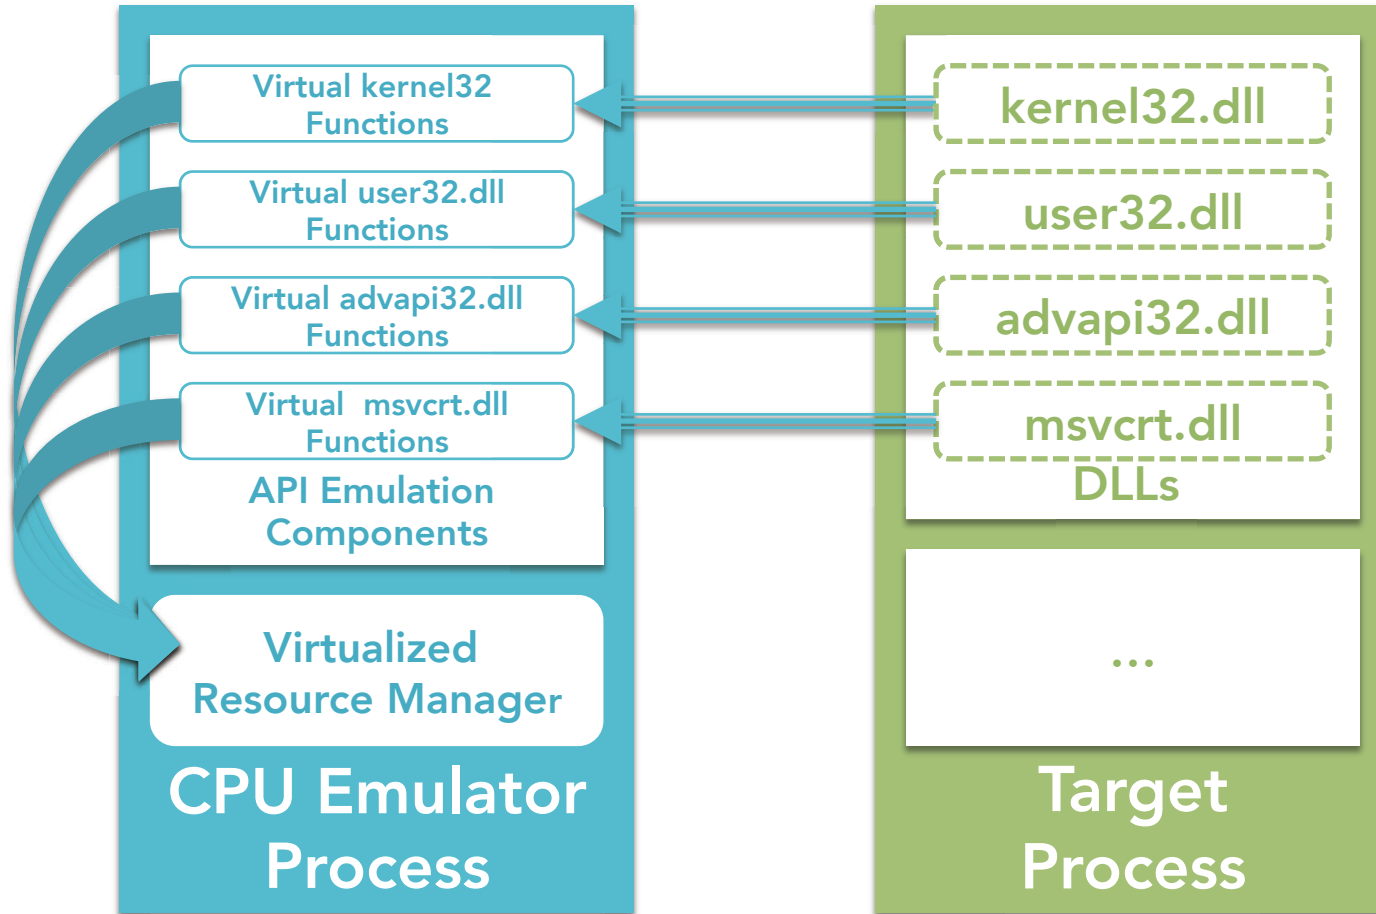 Virtual kernel32
Functions
Virtual user32.dll
Functions
Virtual advapi32.dll
Functions
Virtual  msvcrt.dll
Functions
API Emulation
Components
Virtualized
Resource Manager
CPU Emulator
Process
kernel32.dll
user32.dll
advapi32.dll
msvcrt.dll
DLLs
...
Target
Process